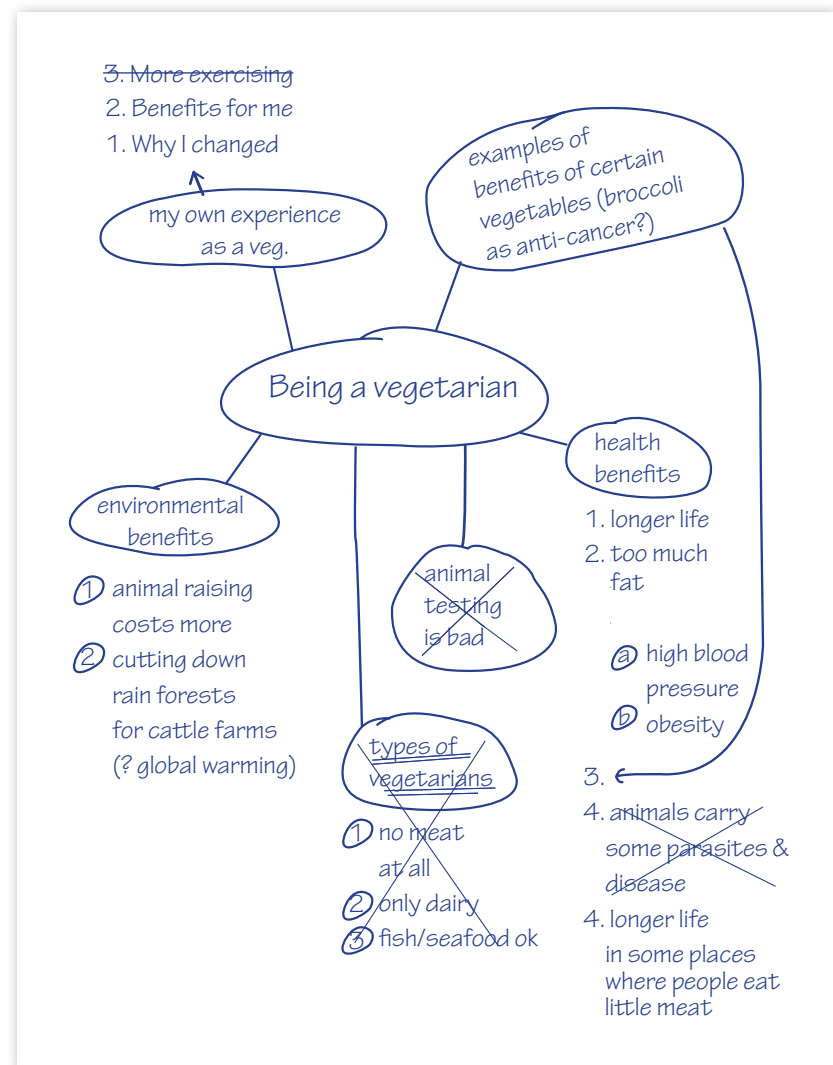 3. More exercising
2. Benefits for me
1. Why I changed
my own experience
as a veg.
examples of
benefits of certain
vegetables (broccoli
as anti-cancer?)
Being a vegetarian
environmental
benefits
1 animal raising
costs more
2 cutting down
rain forests
for cattle farms
(? global warming)
animal
testing
is bad
types of
vegetarians
1 no meat
at all
2 only dairy
3 fish/seafood ok
health
benefits
1. longer life
2. too much
fat
a high blood
pressure
b obesity
3.
4. animals carry
some parasites &
disease
4. longer life
in some places
where people eat
little meat